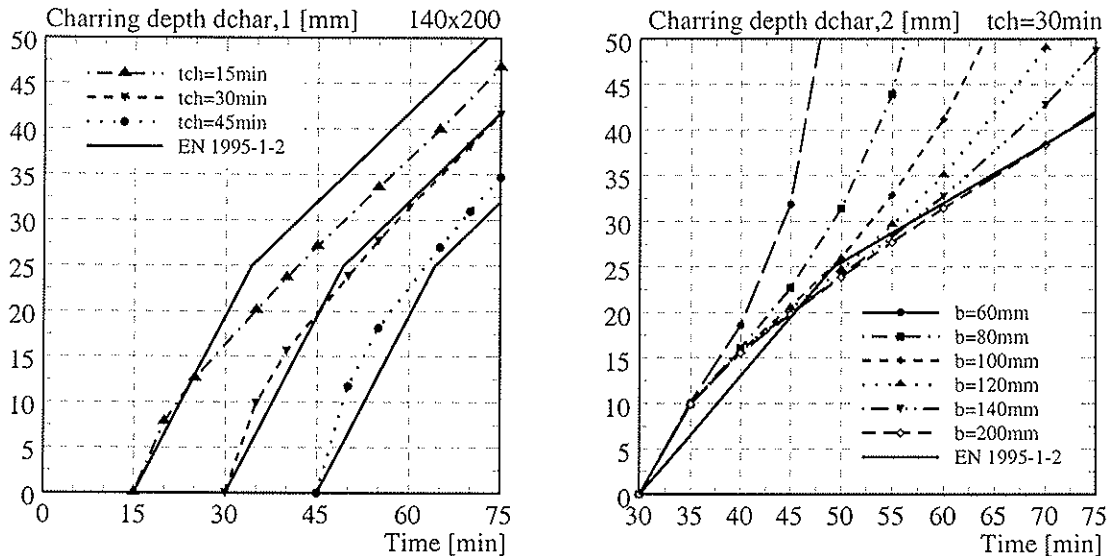 Charring depth dchar,1 [mm] 140x200
50
45
40
35
30
25
20
15
10
5
0
tch=15min
tch=30min
tch=45min
EN 1995-1-2
0 15 30 45 60 75
Time [min]
Charring depth dchar,2 [mm] tch=30min
50
45
40
35
30
25
20
15
10
5
0
b=60mm
b=80mm
b=100mm
b=120mm
b=140mm
b=200mm
EN 1995-1-2
30 35 40 45 50 55 60 65 70 75
Time [min]